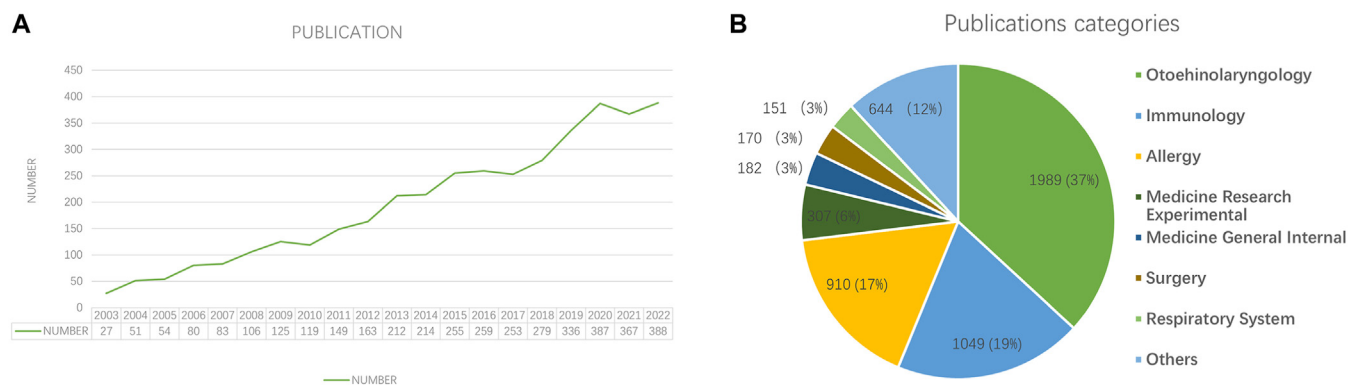 A
PUBLICATION
450
400
350
300
250
200
150
100
50
0
NUMBER
2003 2004 2005 2006 2007 2008 2009 2010 2011 2012 2013 2014 2015 2016 2017 2018 2019 2020 2021 2022
NUMBER 27 51 54 80 83 106 125 119 149 163 212 214 255 259 253 279 336 387 367 388
NUMBER
B
Publications categories
644 (12%)
151 (3%)
170 (3%)
182 (3%)
307 (6%)
910 (17%)
1049 (19%)
1989 (37%)
Otoehinolaryngology
Immunology
Allergy
Medicine Research
Experimental
Medicine General Internal
Surgery
Respiratory System
Others